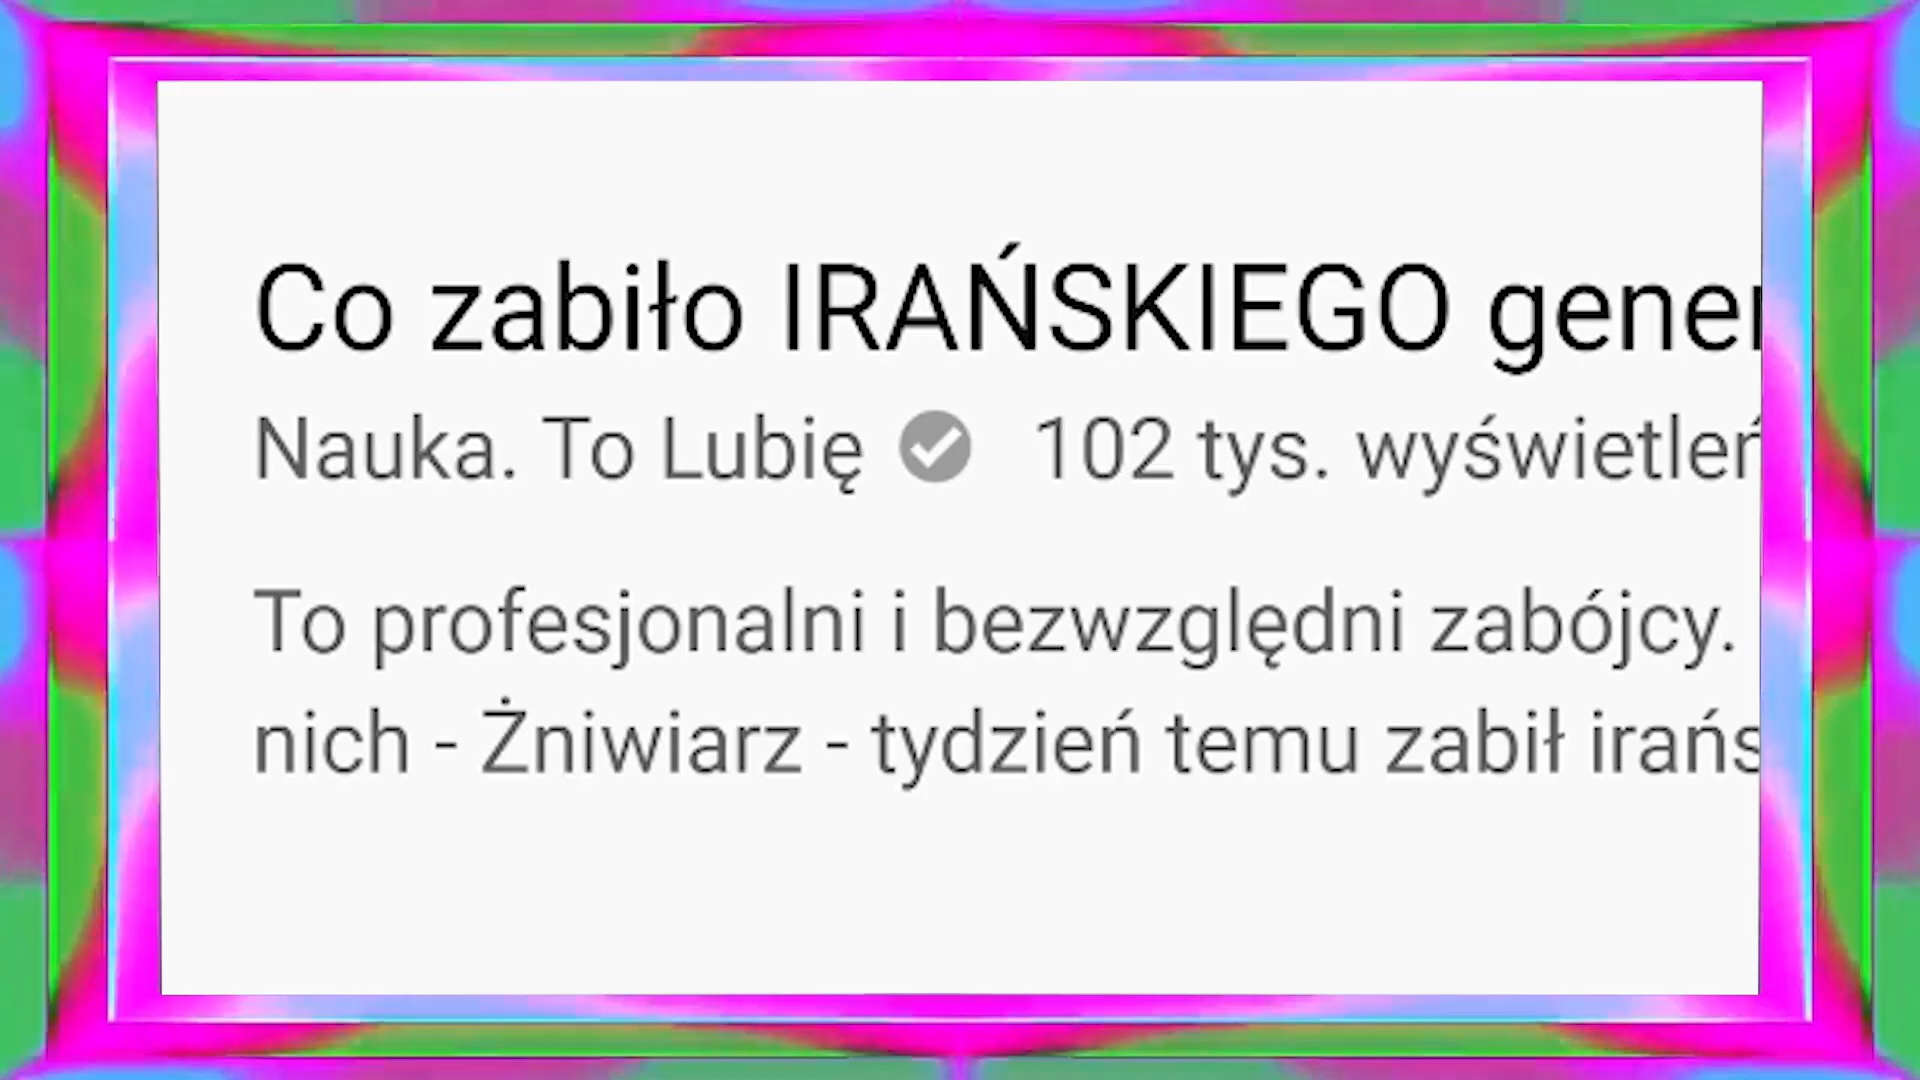 Co zabiło IRAŃSKIEGO gener
Nauka. To Lubię 102 tys. wyświetleń
To profesjonalni i bezwzględni zabójcy.
nich - Żniwiarz - tydzień temu zabił irańs